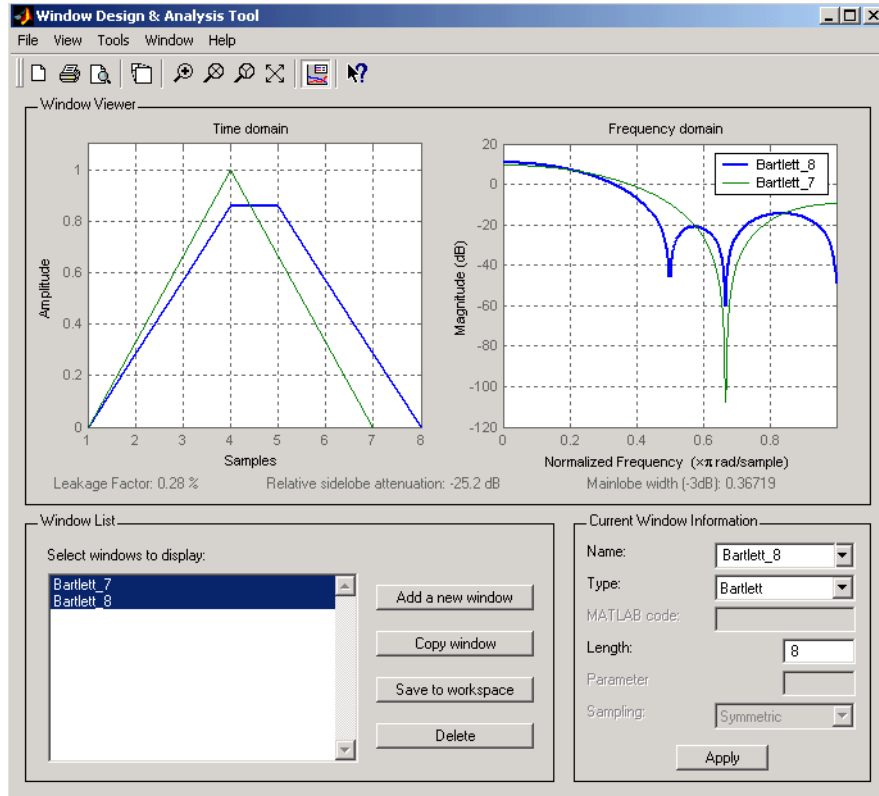 Window Design & Analysis Tool
File View Tools Window Help
Window Viewer
Time domain
Frequency domain
1
0.8
0.6
0.4
0.2
0
Amplitude
1 2 3 4 5 6 7 8
Samples
20
0
-20
-40
-60
-80
-100
-120
Magnitude (dB)
Bartlett_8
Bartlett_7
0 0.2 0.4 0.6 0.8
Normalized Frequency (×π rad/sample)
Leakage Factor: 0.28 % Relative sidelobe attenuation: -25.2 dB Mainlobe width (-3dB): 0.36719
Window List
Select windows to display:
Bartlett_7
Bartlett_8
Add a new window
Copy window
Save to workspace
Delete
Current Window Information
Name: Bartlett_8
Type: Bartlett
MATLAB code:
Length: 8
Parameter
Sampling: Symmetric
Apply